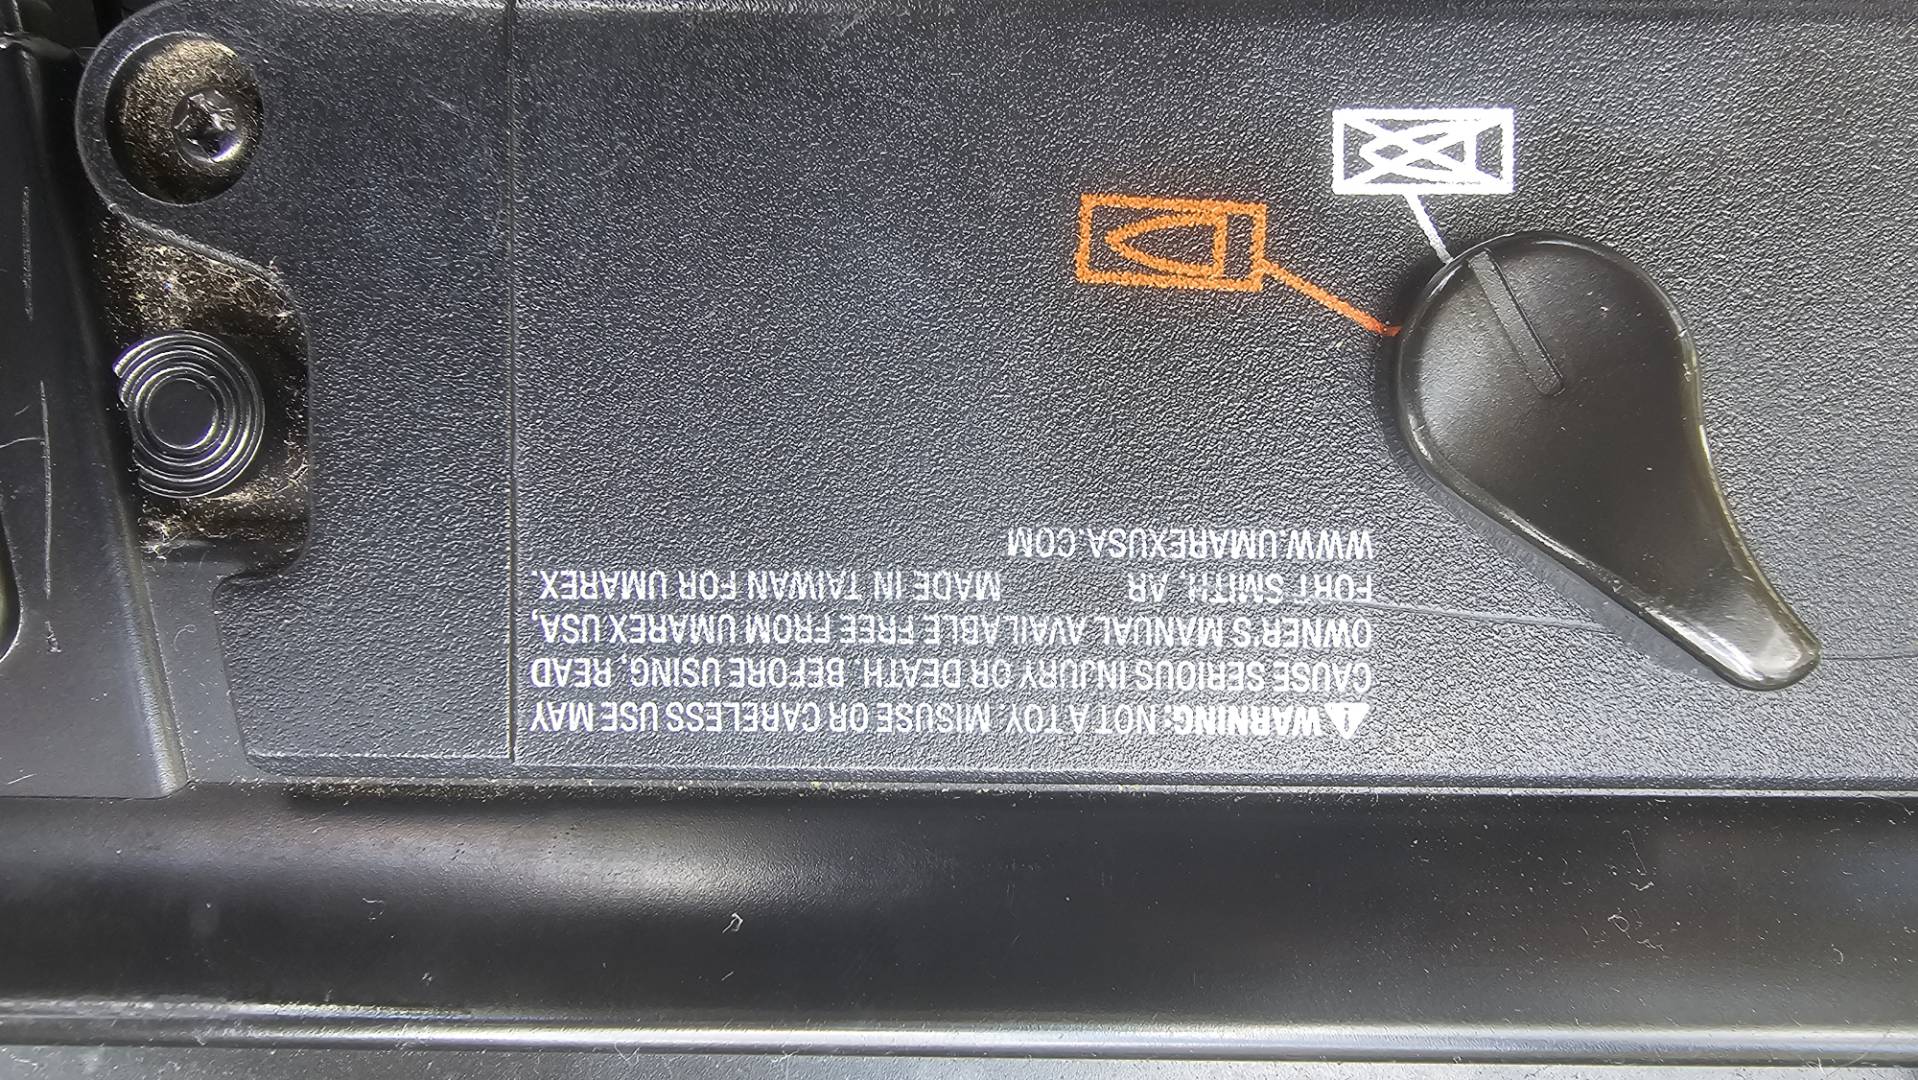 ⚠WARNING: NOT A TOY. MISUSE OR CARELESS USE MAY
CAUSE SERIOUS INJURY OR DEATH. BEFORE USING, READ
OWNER'S MANUAL AVAILABLE FREE FROM UMAREX USA,
FORT SMITH, AR MADE IN TAIWAN FOR UMAREX.
WWW.UMAREXUSA.COM